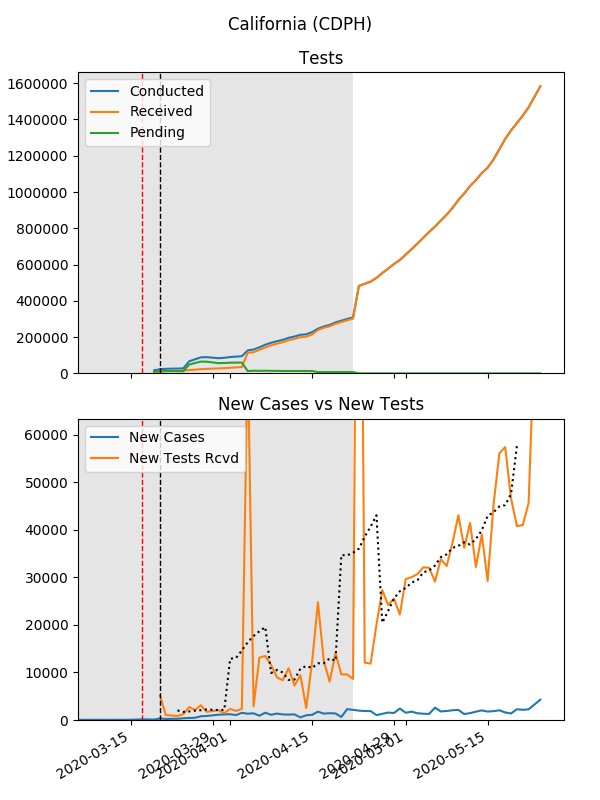 California (CDPH)
Tests
1600000
1400000
1200000
1000000
800000
600000
400000
200000
0
Conducted
Received
Pending
New Cases vs New Tests
60000
50000
40000
30000
20000
10000
0
New Cases
New Tests Rcvd
2020-03-15
2020-03-29
2020-04-01
2020-04-15
2020-04-29
2020-05-01
2020-05-15